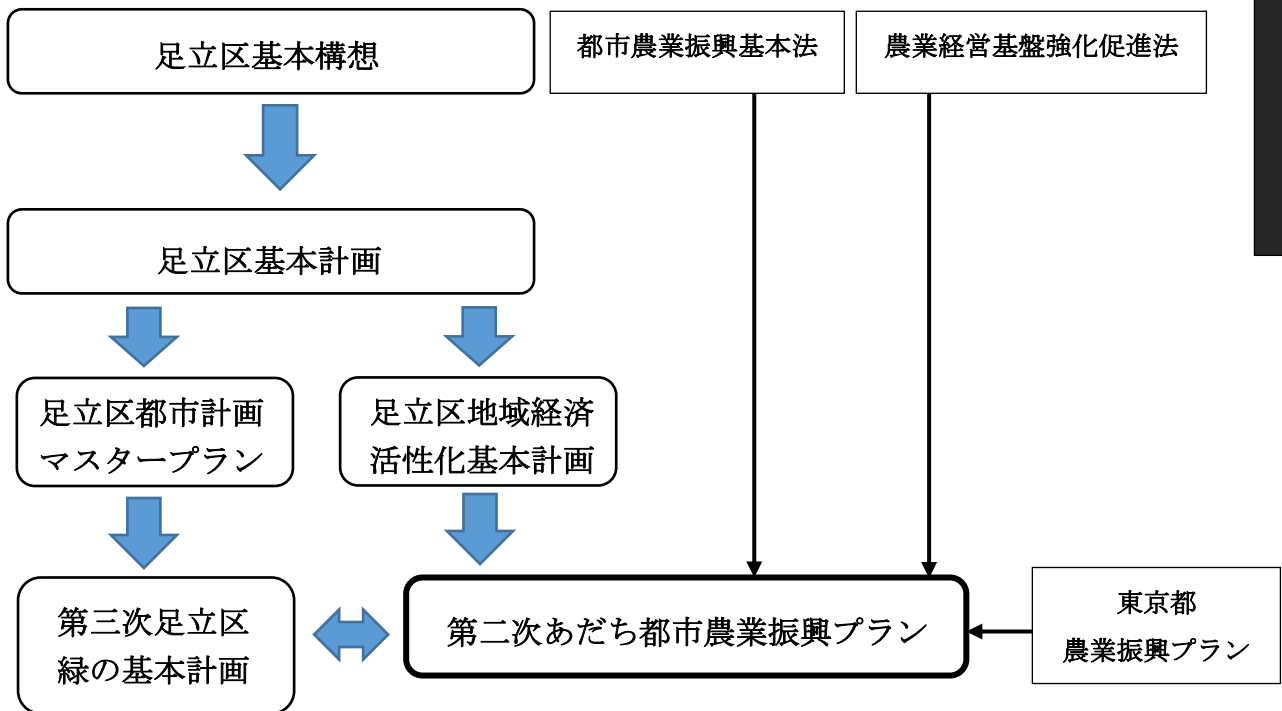 足立区基本構想
都市農業振興基本法
農業経営基盤強化促進法
足立区基本計画
足立区都市計画
マスタープラン
足立区地域経済
活性化基本計画
第三次足立区
緑の基本計画
第二次あだち都市農業振興プラン
東京都
農業振興プラン